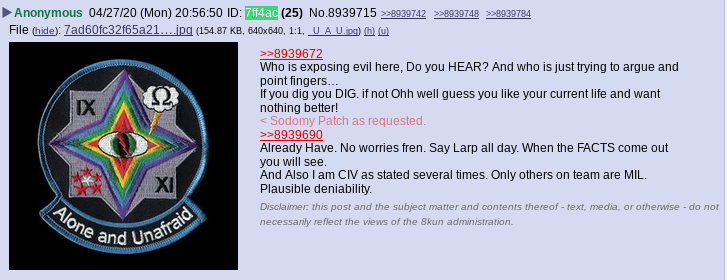 Anonymous 04/27/20 (Mon) 20:56:50 ID: 7ff4ac (25) No.8939715 >>8939742 >>8939748 >>8939784
File (hide): 7ad60fc32f65a21….jpg (154.87 KB, 640x640, 1:1, _U_A_U.jpg) (h) (u)
IX
Ω
XI
Alone and Unafraid
>>8939672
Who is exposing evil here, Do you HEAR? And who is just trying to argue and
point fingers…
If you dig you DIG. if not Ohh well guess you like your current life and want
nothing better!
< Sodomy Patch as requested.
>>8939690
Already Have. No worries fren. Say Larp all day. When the FACTS come out
you will see.
And Also I am CIV as stated several times. Only others on team are MIL.
Plausible deniability.
Disclaimer: this post and the subject matter and contents thereof - text, media, or otherwise - do not
necessarily reflect the views of the 8kun administration.